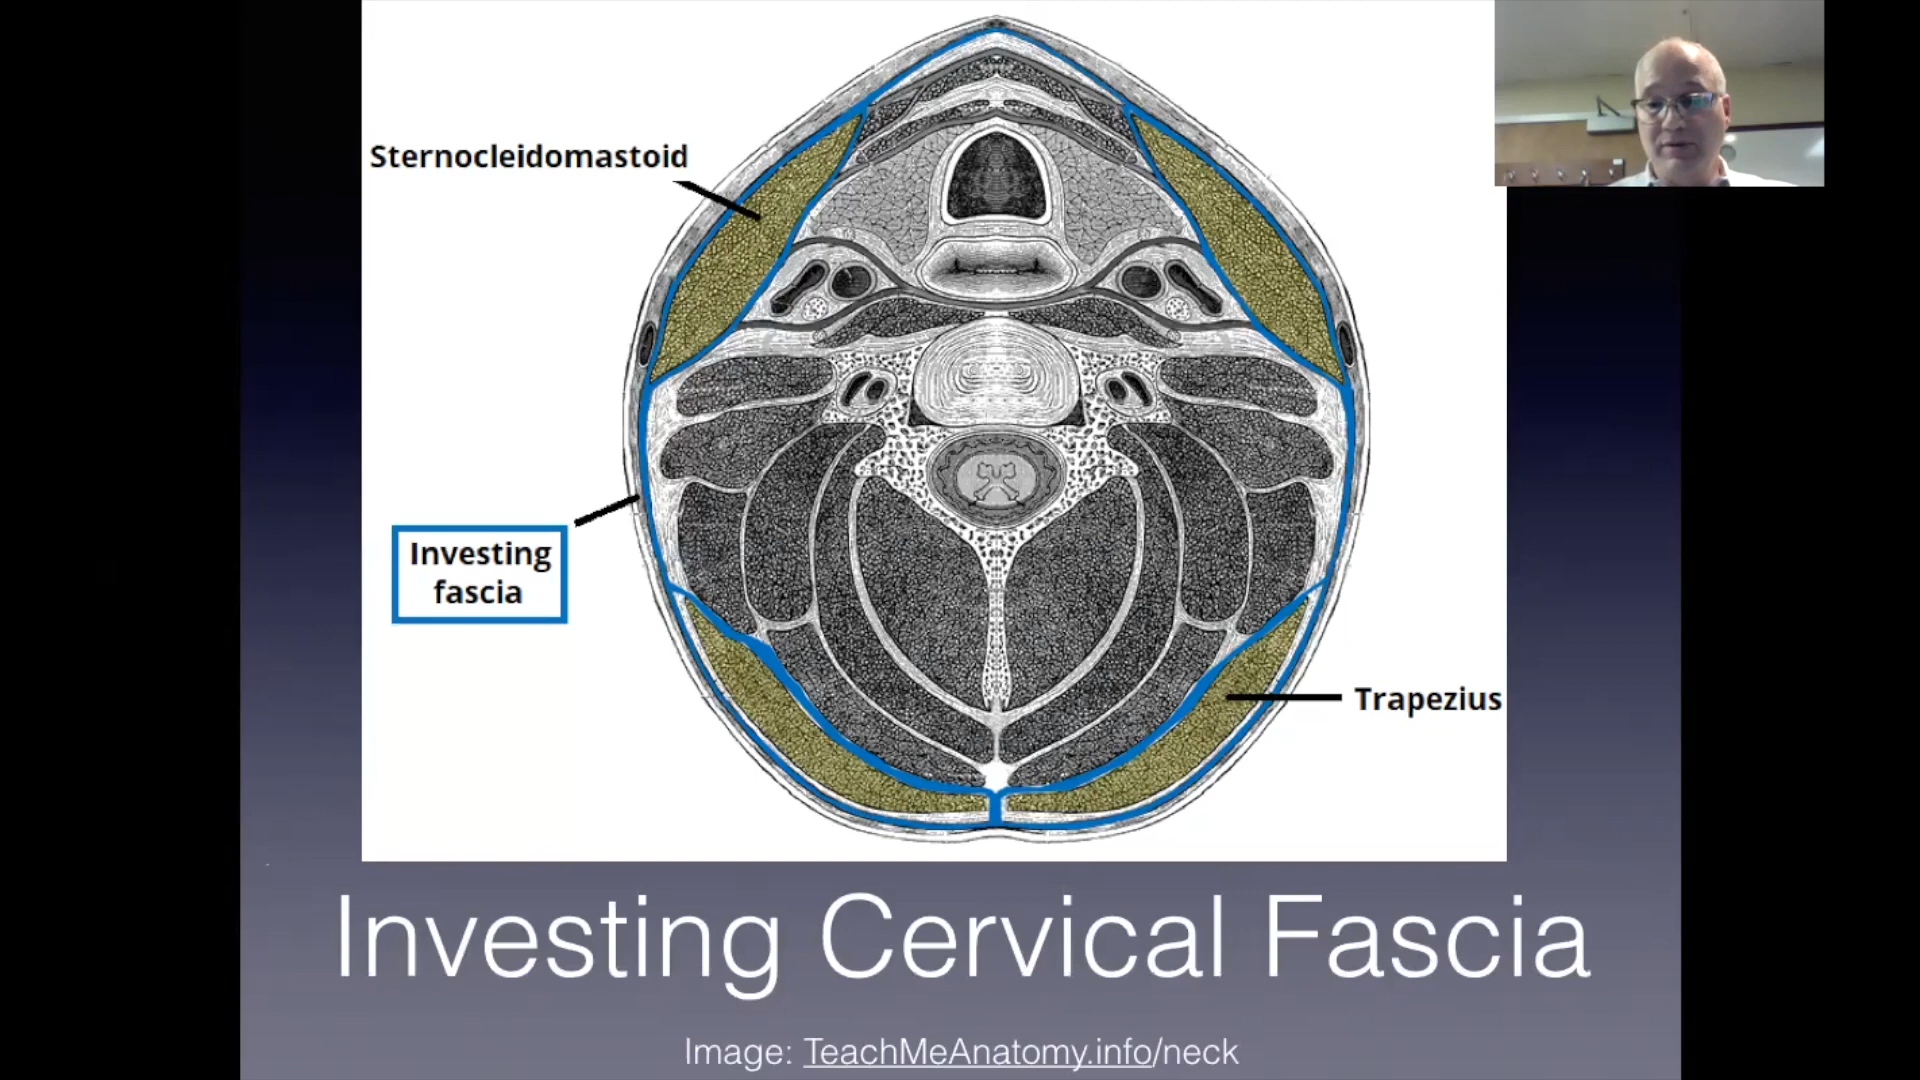 Sternocleidomastoid
Investing
fascia
Trapezius
Investing Cervical Fascia
Image: TeachMeAnatomy.info/neck